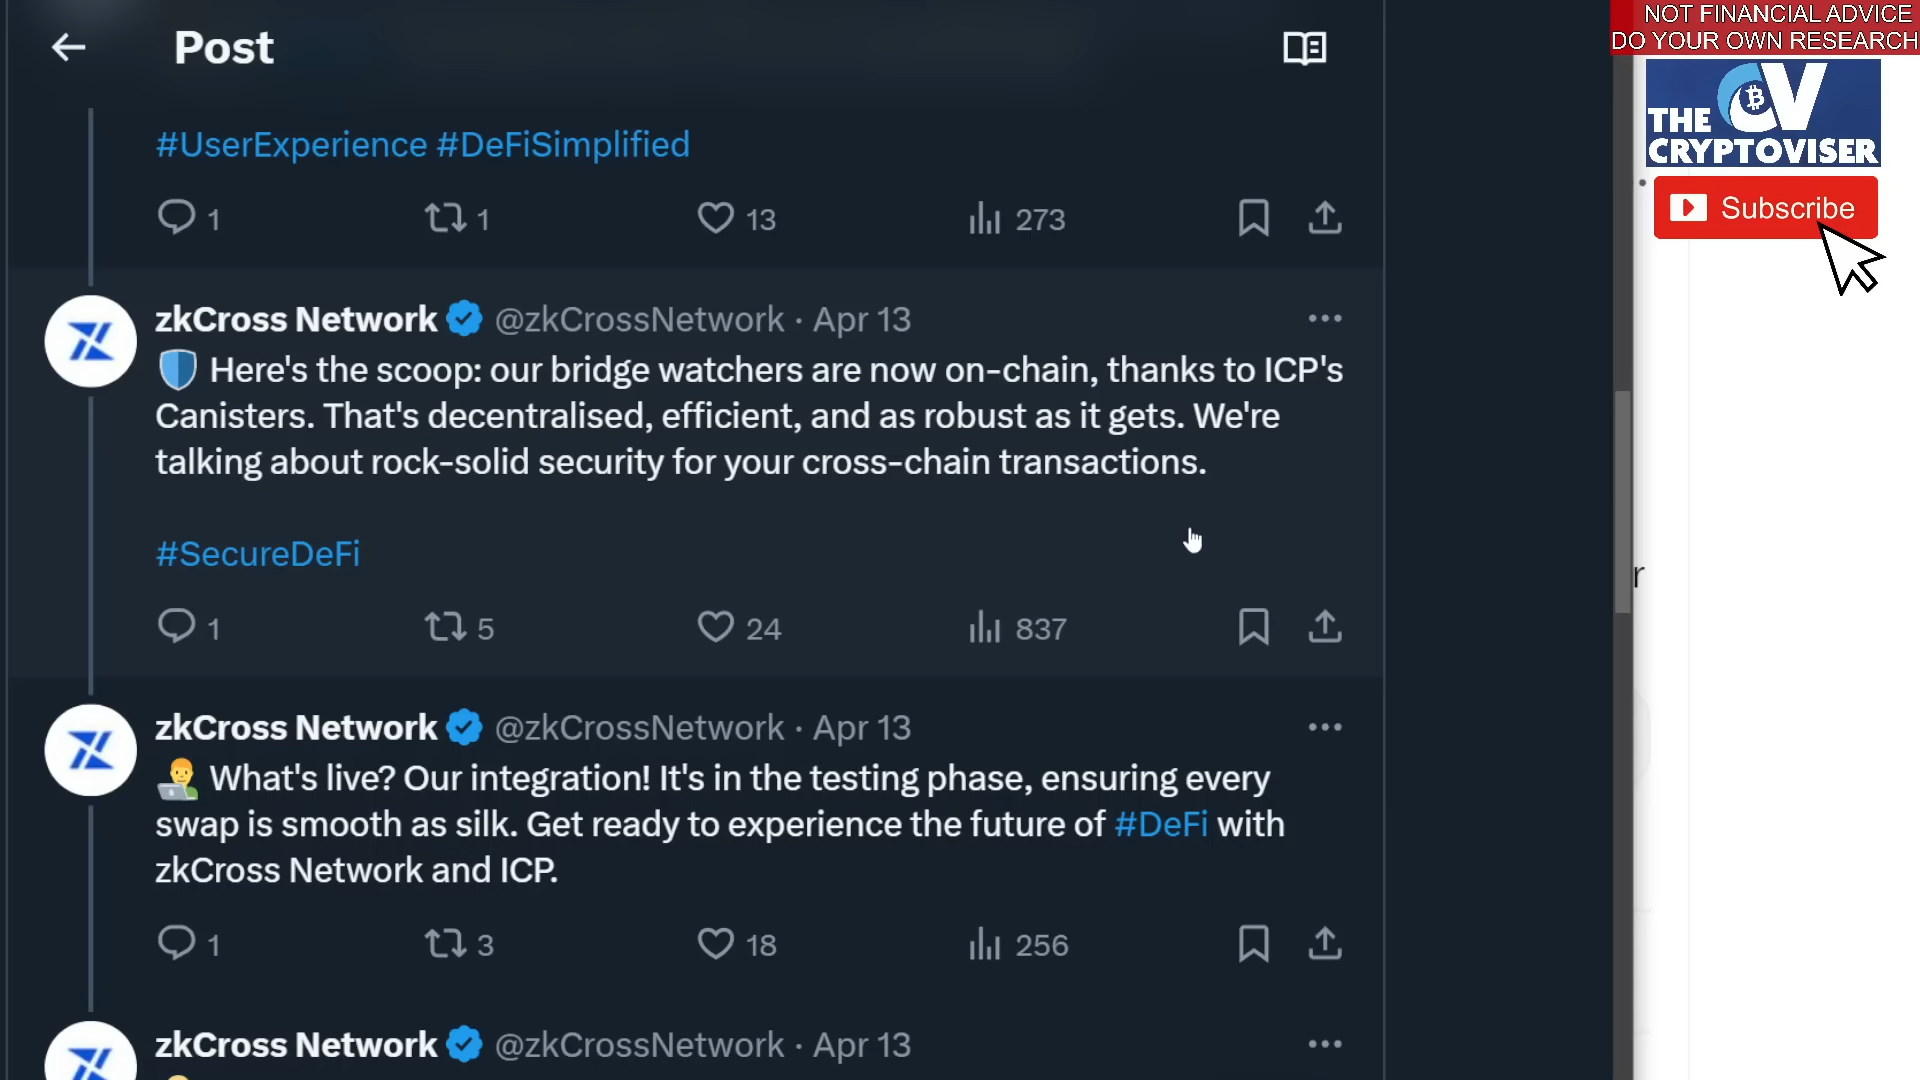 Post
NOT FINANCIAL ADVICE
DO YOUR OWN RESEARCH
THE CV
CRYPTOVISER
Subscribe
#UserExperience #DeFiSimplified
1 1 13 273
zkCross Network @zkCrossNetwork · Apr 13
Here's the scoop: our bridge watchers are now on-chain, thanks to ICP's
Canisters. That's decentralised, efficient, and as robust as it gets. We're
talking about rock-solid security for your cross-chain transactions.
#SecureDeFi
1 5 24 837
r
zkCross Network @zkCrossNetwork · Apr 13
What's live? Our integration! It's in the testing phase, ensuring every
swap is smooth as silk. Get ready to experience the future of #DeFi with
zkCross Network and ICP.
1 3 18 256
zkCross Network @zkCrossNetwork · Apr 13